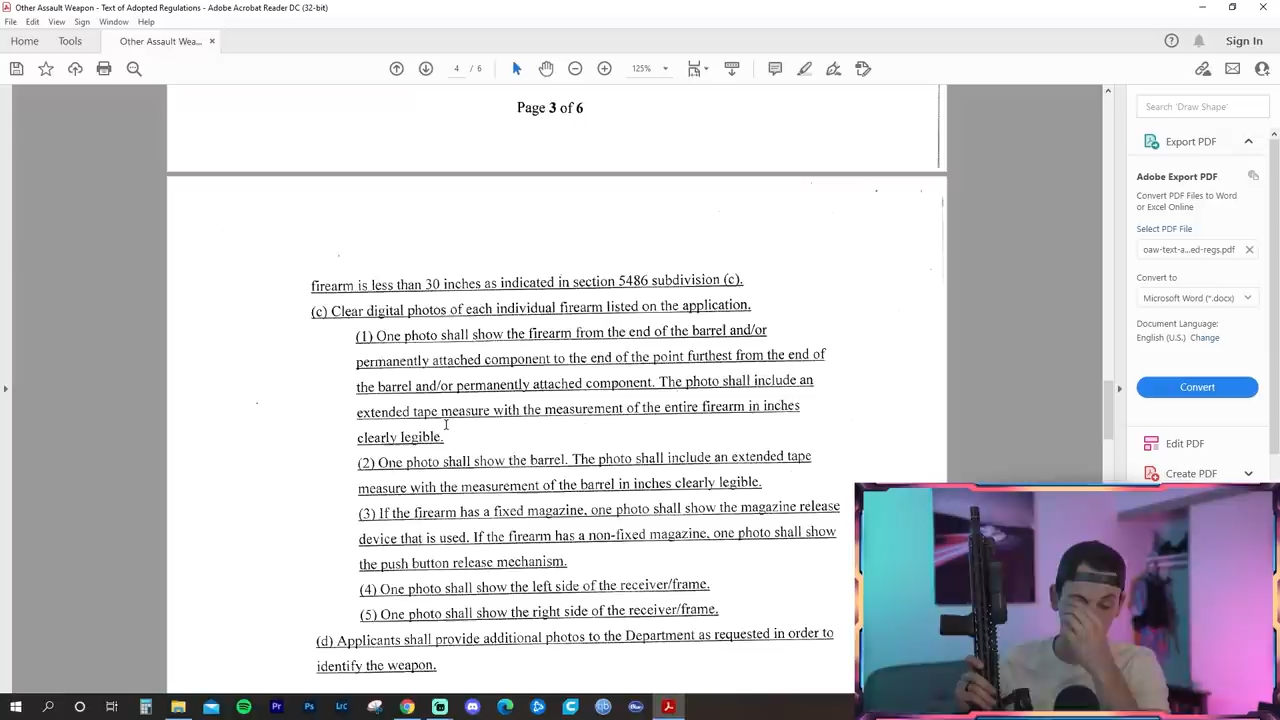 Other Assault Weapon - Text of Adopted Regulations - Adobe Acrobat Reader DC (32-bit)
File Edit View Sign Window Help
Home Tools Other Assault Wea... × Sign In
4 / 6 125%
Page 3 of 6
firearm is less than 30 inches as indicated in section 5486 subdivision (c).
(c) Clear digital photos of each individual firearm listed on the application.
(1) One photo shall show the firearm from the end of the barrel and/or
permanently attached component to the end of the point furthest from the end of
the barrel and/or permanently attached component. The photo shall include an
extended tape measure with the measurement of the entire firearm in inches
clearly legible.
(2) One photo shall show the barrel. The photo shall include an extended tape
measure with the measurement of the barrel in inches clearly legible.
(3) If the firearm has a fixed magazine, one photo shall show the magazine release
device that is used. If the firearm has a non-fixed magazine, one photo shall show
the push button release mechanism.
(4) One photo shall show the left side of the receiver/frame.
(5) One photo shall show the right side of the receiver/frame.
(d) Applicants shall provide additional photos to the Department as requested in order to
identify the weapon.
Search 'Draw Shape'
Export PDF
Adobe Export PDF
Convert PDF Files to Word
or Excel Online
Select PDF File
oaw-text-a...ed-regs.pdf
Convert to
Microsoft Word (*.docx)
Document Language:
English (U.S.) Change
Convert
Edit PDF
Create PDF
Pr Ps Lrc